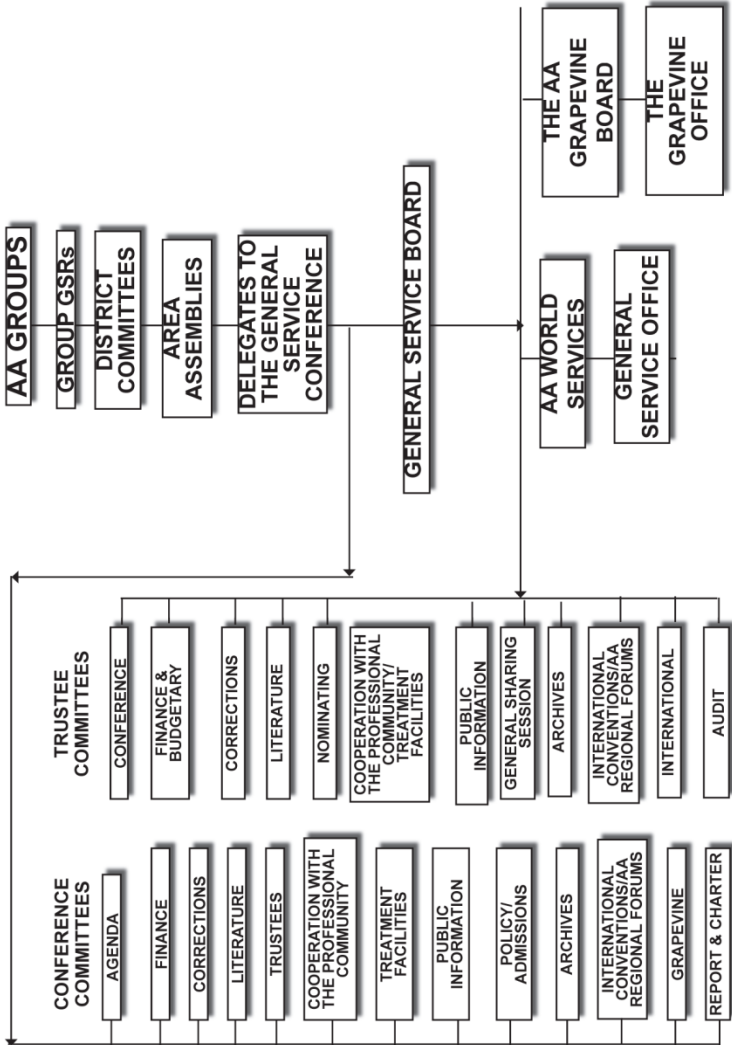 AA GROUPS
GROUP GSRs
DISTRICT
COMMITTEES
AREA
ASSEMBLIES
DELEGATES TO
THE GENERAL
SERVICE
CONFERENCE
GENERAL SERVICE BOARD
AA WORLD
SERVICES
GENERAL
SERVICE OFFICE
THE AA
GRAPEVINE
BOARD
THE
GRAPEVINE
OFFICE
TRUSTEE
COMMITTEES
CONFERENCE
FINANCE &
BUDGETARY
CORRECTIONS
LITERATURE
NOMINATING
COOPERATION WITH
THE PROFESSIONAL
COMMUNITY/
TREATMENT
FACILITIES
PUBLIC
INFORMATION
GENERAL SHARING
SESSION
ARCHIVES
INTERNATIONAL
CONVENTIONS/AA
REGIONAL FORUMS
INTERNATIONAL
AUDIT
CONFERENCE
COMMITTEES
AGENDA
FINANCE
CORRECTIONS
LITERATURE
TRUSTEES
COOPERATION WITH
THE PROFESSIONAL
COMMUNITY
TREATMENT
FACILITIES
PUBLIC
INFORMATION
POLICY/
ADMISSIONS
ARCHIVES
INTERNATIONAL
CONVENTIONS/AA
REGIONAL FORUMS
GRAPEVINE
REPORT & CHARTER